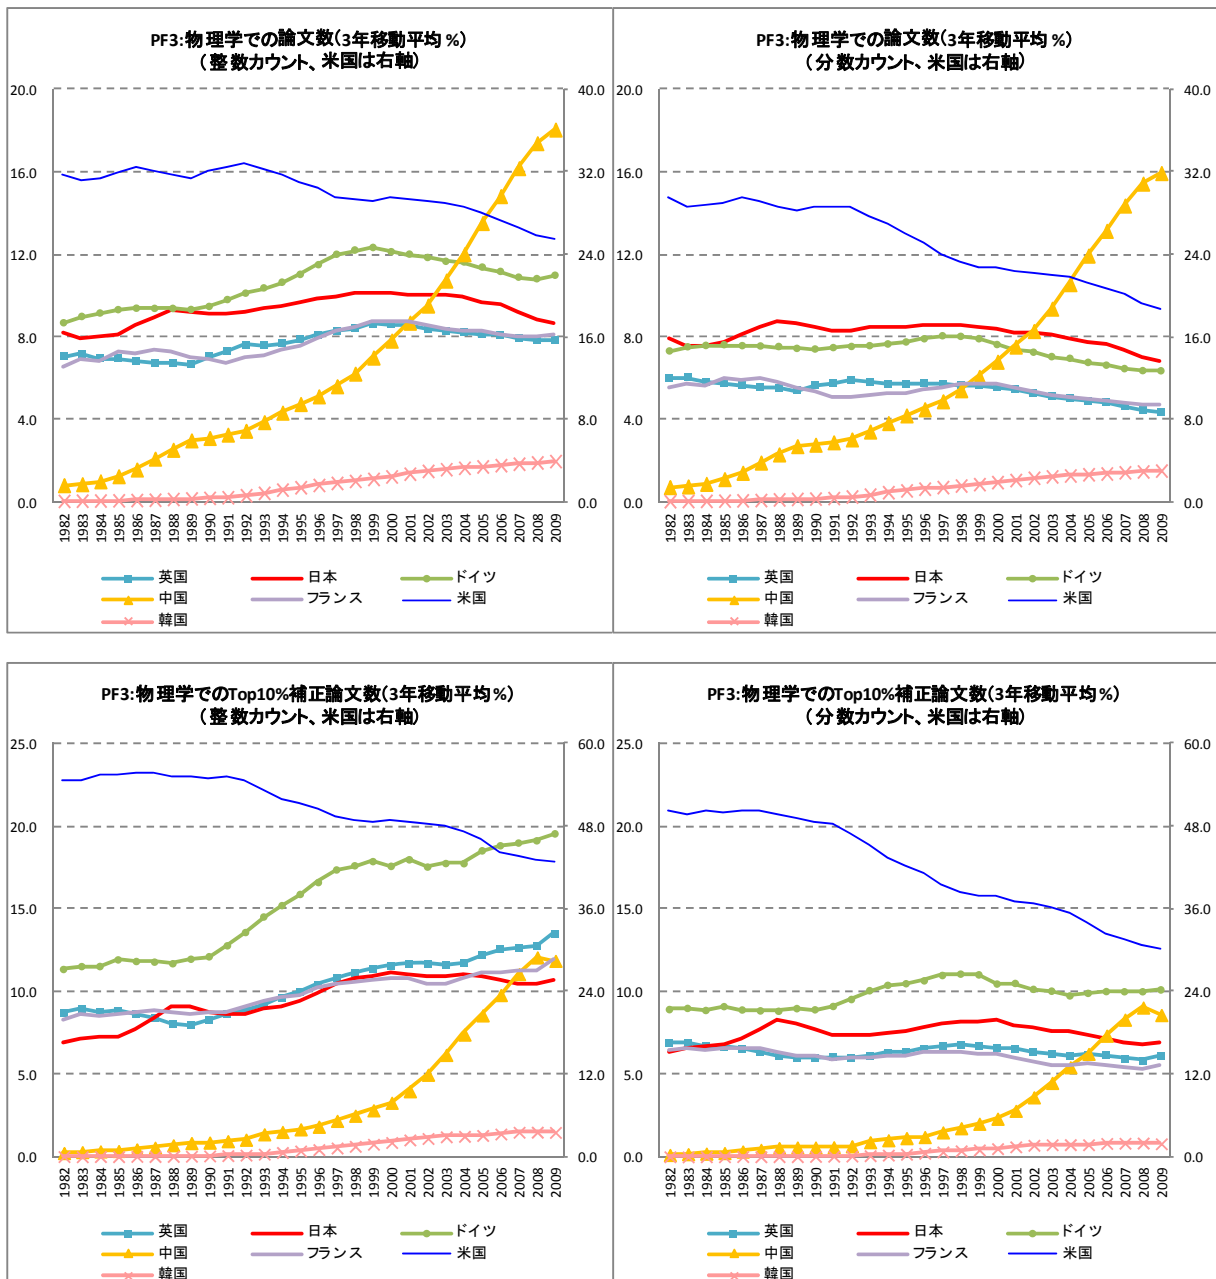 PF3:物理学での論文数(3年移動平均 %)
(整数カウント、米国は右軸)
20.0
16.0
12.0
8.0
4.0
0.0
40.0
32.0
24.0
16.0
8.0
0.0
1982 1983 1984 1985 1986 1987 1988 1989 1990 1991 1992 1993 1994 1995 1996 1997 1998 1999 2000 2001 2002 2003 2004 2005 2006 2007 2008 2009
英国 日本 ドイツ
中国 フランス 米国
韓国
PF3:物理学での論文数(3年移動平均 %)
(分数カウント、米国は右軸)
20.0
16.0
12.0
8.0
4.0
0.0
40.0
32.0
24.0
16.0
8.0
0.0
1982 1983 1984 1985 1986 1987 1988 1989 1990 1991 1992 1993 1994 1995 1996 1997 1998 1999 2000 2001 2002 2003 2004 2005 2006 2007 2008 2009
英国 日本 ドイツ
中国 フランス 米国
韓国
PF3:物理学でのTop10%補正論文数(3年移動平均%)
(整数カウント、米国は右軸)
25.0
20.0
15.0
10.0
5.0
0.0
60.0
48.0
36.0
24.0
12.0
0.0
1982 1983 1984 1985 1986 1987 1988 1989 1990 1991 1992 1993 1994 1995 1996 1997 1998 1999 2000 2001 2002 2003 2004 2005 2006 2007 2008 2009
英国 日本 ドイツ
中国 フランス 米国
韓国
PF3:物理学でのTop10%補正論文数(3年移動平均%)
(分数カウント、米国は右軸)
25.0
20.0
15.0
10.0
5.0
0.0
60.0
48.0
36.0
24.0
12.0
0.0
1982 1983 1984 1985 1986 1987 1988 1989 1990 1991 1992 1993 1994 1995 1996 1997 1998 1999 2000 2001 2002 2003 2004 2005 2006 2007 2008 2009
英国 日本 ドイツ
中国 フランス 米国
韓国